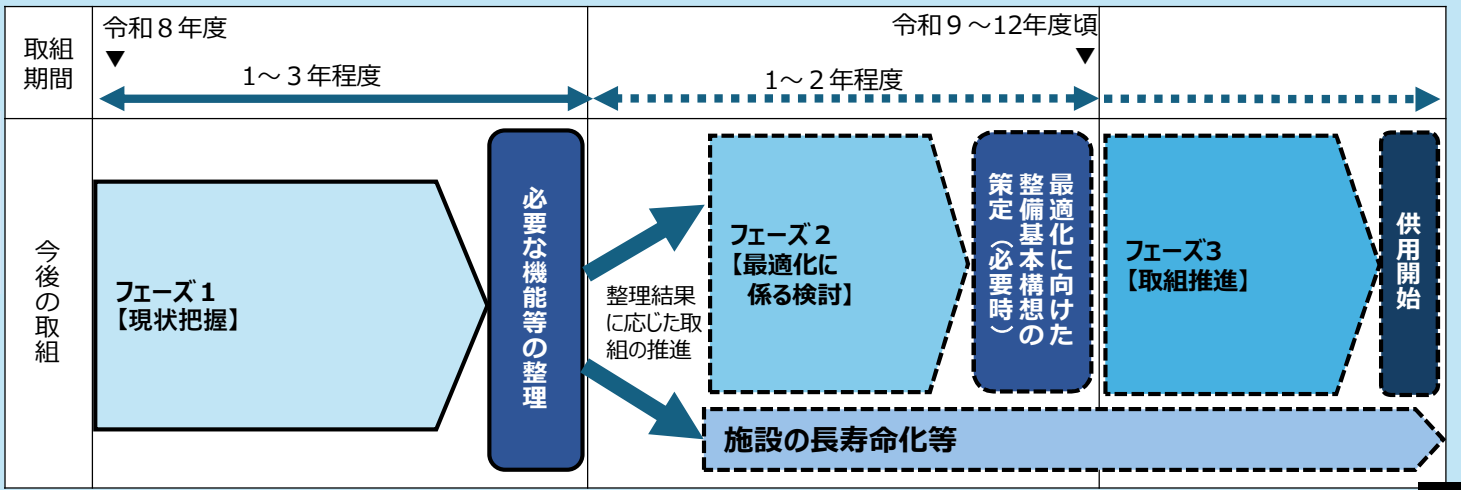 取組
期間
令和８年度
▼
1～３年程度
令和９～12年度頃
▼
1～２年程度
今後の取組
フェーズ１
【現状把握】
必要な機能等の整理
整理結果
に応じた取
組の推進
フェーズ２
【最適化に
係る検討】
最適化に向けた
整備基本構想の
策定（必要時）
フェーズ3
【取組推進】
供用開始
施設の長寿命化等